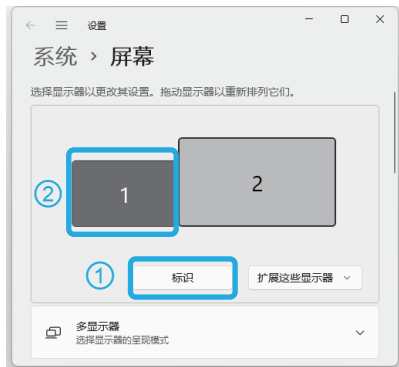 设置
系统 › 屏幕
选择显示器以更改其设置。拖动显示器以重新排列它们。
② 1 2
① 标识 扩展这些显示器
多显示器
选择显示器的呈现模式